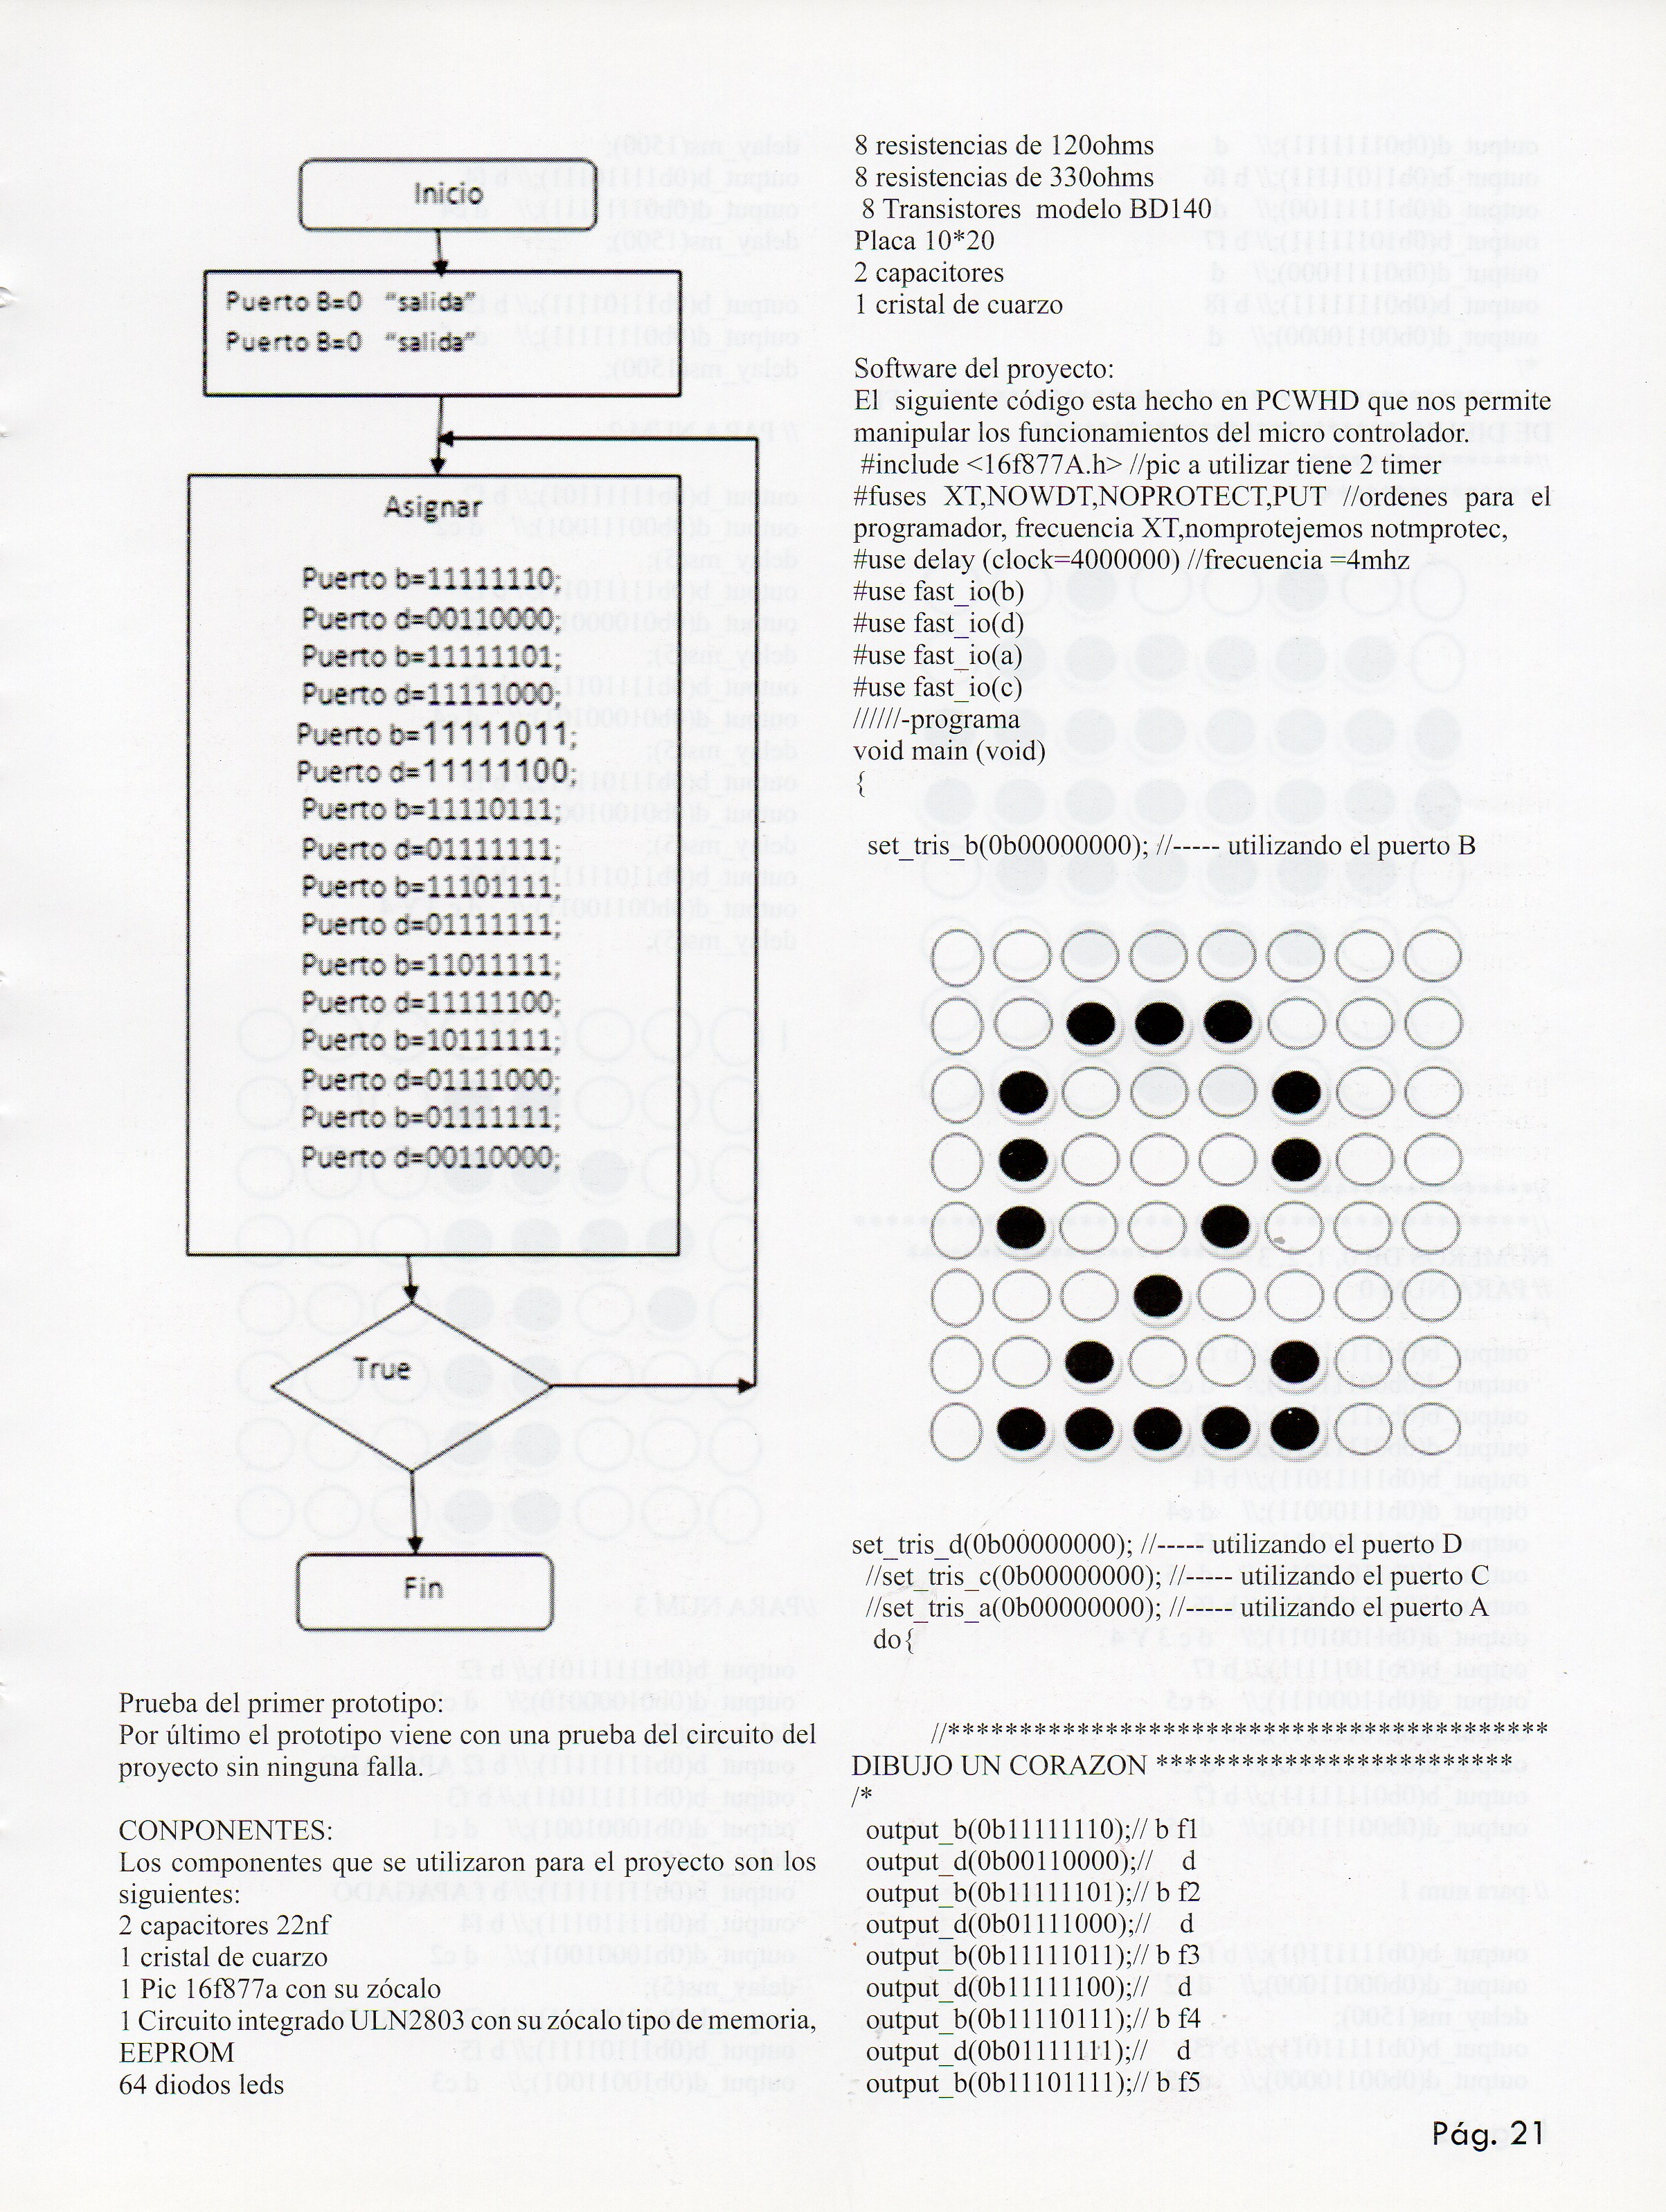 Inicio
Puerto B=0 "salida"
Puerto B=0 "salida"
Asignar
Puerto b=11111110;
Puerto d=00110000;
Puerto b=11111101;
Puerto d=11111000;
Puerto b=11111011;
Puerto d=11111100;
Puerto b=11110111;
Puerto d=01111111;
Puerto b=11101111;
Puerto d=01111111;
Puerto b=11011111;
Puerto d=11111100;
Puerto b=10111111;
Puerto d=01111000;
Puerto b=01111111;
Puerto d=00110000;
True
Fin
Prueba del primer prototipo:
Por último el prototipo viene con una prueba del circuito del
proyecto sin ninguna falla.
CONPONENTES:
Los componentes que se utilizaron para el proyecto son los
siguientes:
2 capacitores 22nf
1 cristal de cuarzo
1 Pic 16f877a con su zócalo
1 Circuito integrado ULN2803 con su zócalo tipo de memoria,
EEPROM
64 diodos leds
8 resistencias de 120ohms
8 resistencias de 330ohms
8 Transistores modelo BD140
Placa 10*20
2 capacitores
1 cristal de cuarzo
Software del proyecto:
El siguiente código esta hecho en PCWHD que nos permite
manipular los funcionamientos del micro controlador.
#include <16f877A.h> //pic a utilizar tiene 2 timer
#fuses XT,NOWDT,NOPROTECT,PUT //ordenes para el
programador, frecuencia XT,nomprotejemos notmprotec,
#use delay (clock=4000000) //frecuencia =4mhz
#use fast_io(b)
#use fast_io(d)
#use fast_io(a)
#use fast_io(c)
//////-programa
void main (void)
{
set_tris_b(0b00000000); //----- utilizando el puerto B
set_tris_d(0b00000000); //----- utilizando el puerto D
//set_tris_c(0b00000000); //----- utilizando el puerto C
//set_tris_a(0b00000000); //----- utilizando el puerto A
do{
//******************************************
DIBUJO UN CORAZON *************************
/*
output_b(0b11111110);// b f1
output_d(0b00110000);// d
output_b(0b11111101);// b f2
output_d(0b01111000);// d
output_b(0b11111011);// b f3
output_d(0b11111100);// d
output_b(0b11110111);// b f4
output_d(0b01111111);// d
output_b(0b11101111);// b f5
Pág. 21